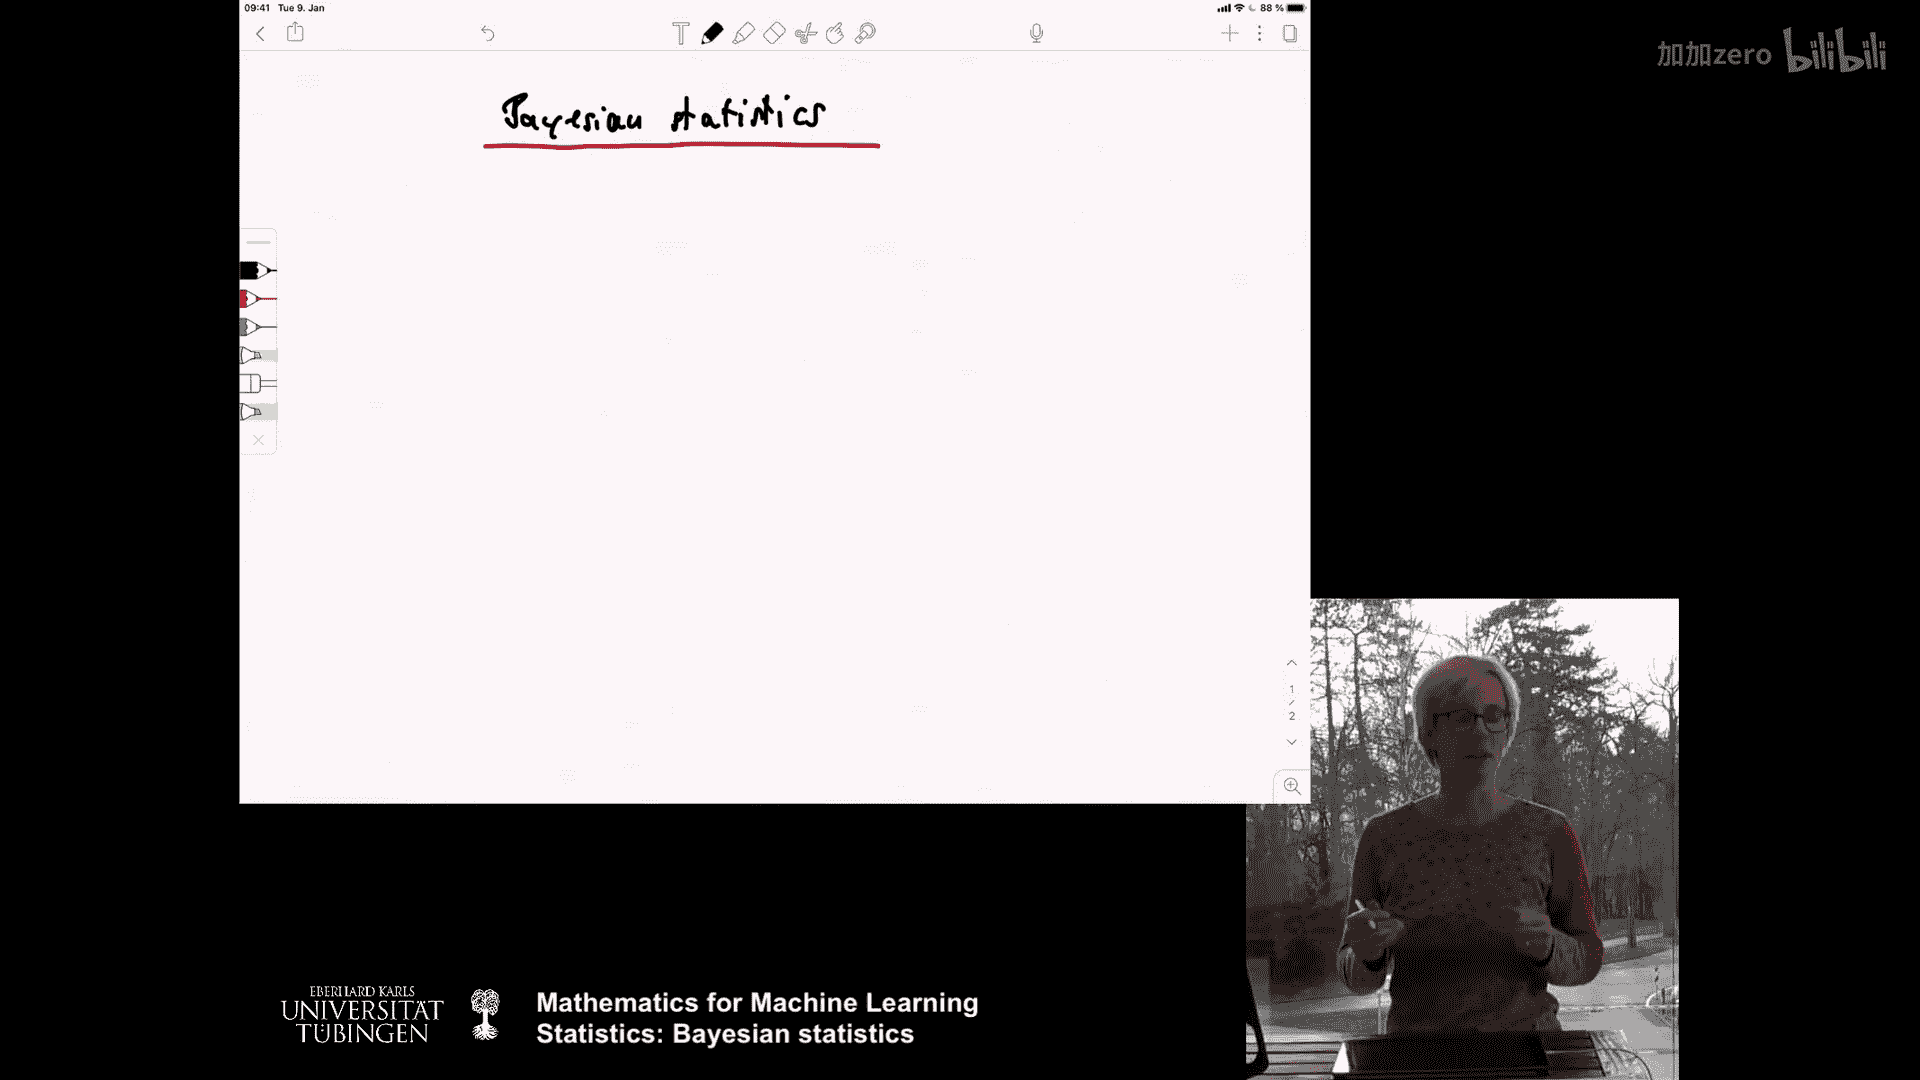 09:41 Tue 9. Jan
88 %
加加zero bilibili
T
Bayesian statistics
1
2
EBERHARD KARLS
UNIVERSITÄT
TÜBINGEN
Mathematics for Machine Learning
Statistics: Bayesian statistics